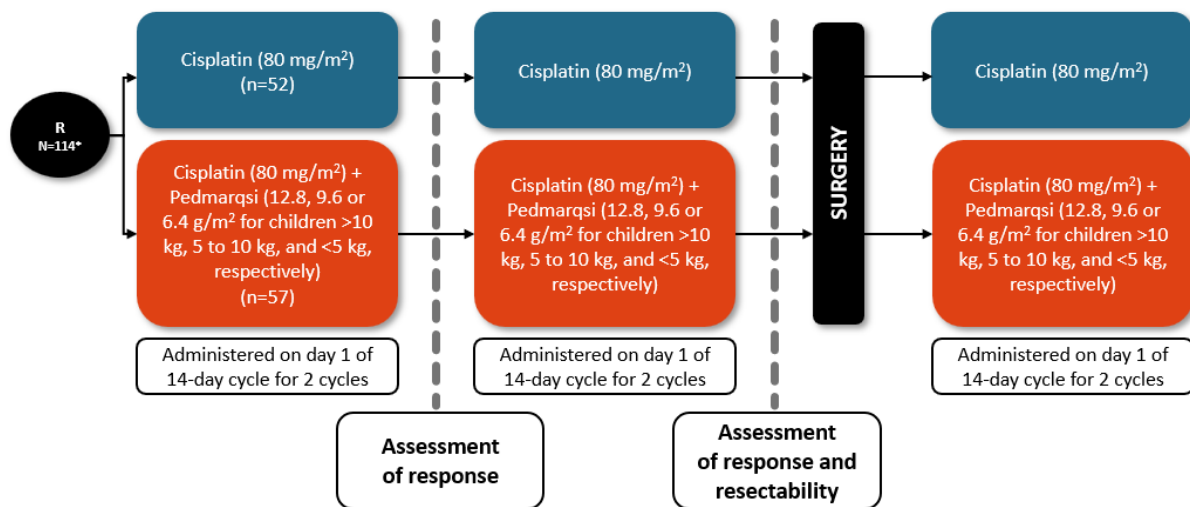 R
N=114*
Cisplatin (80 mg/m²)
(n=52)
Cisplatin (80 mg/m²) +
Pedmarqsi (12.8, 9.6 or
6.4 g/m² for children >10
kg, 5 to 10 kg, and <5 kg,
respectively)
(n=57)
Administered on day 1 of
14-day cycle for 2 cycles
Assessment
of response
Cisplatin (80 mg/m²)
Cisplatin (80 mg/m²) +
Pedmarqsi (12.8, 9.6 or
6.4 g/m² for children >10
kg, 5 to 10 kg, and <5 kg,
respectively)
Administered on day 1 of
14-day cycle for 2 cycles
Assessment
of response and
resectability
SURGERY
Cisplatin (80 mg/m²)
Cisplatin (80 mg/m²) +
Pedmarqsi (12.8, 9.6 or
6.4 g/m² for children >10
kg, 5 to 10 kg, and <5 kg,
respectively)
Administered on day 1 of
14-day cycle for 2 cycles